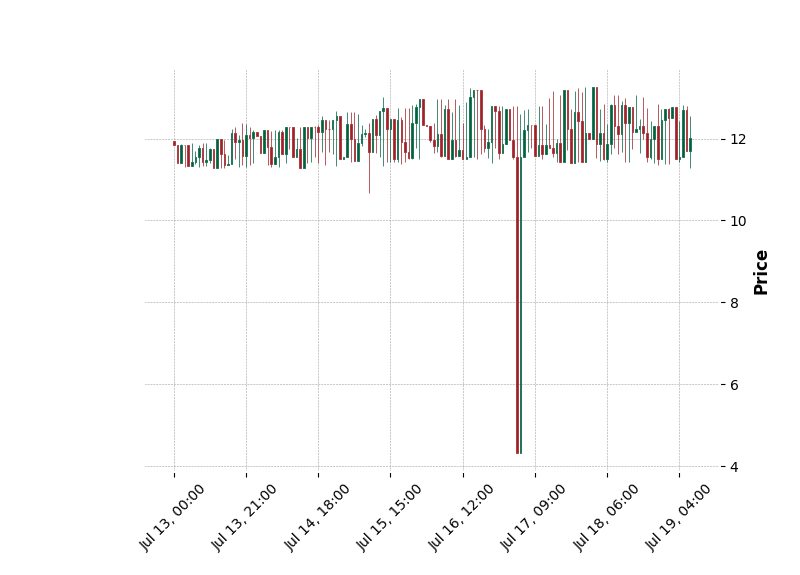 12
10
8
6
4
Price
Jul 13, 00:00
Jul 13, 21:00
Jul 14, 18:00
Jul 15, 15:00
Jul 16, 12:00
Jul 17, 09:00
Jul 18, 06:00
Jul 19, 04:00